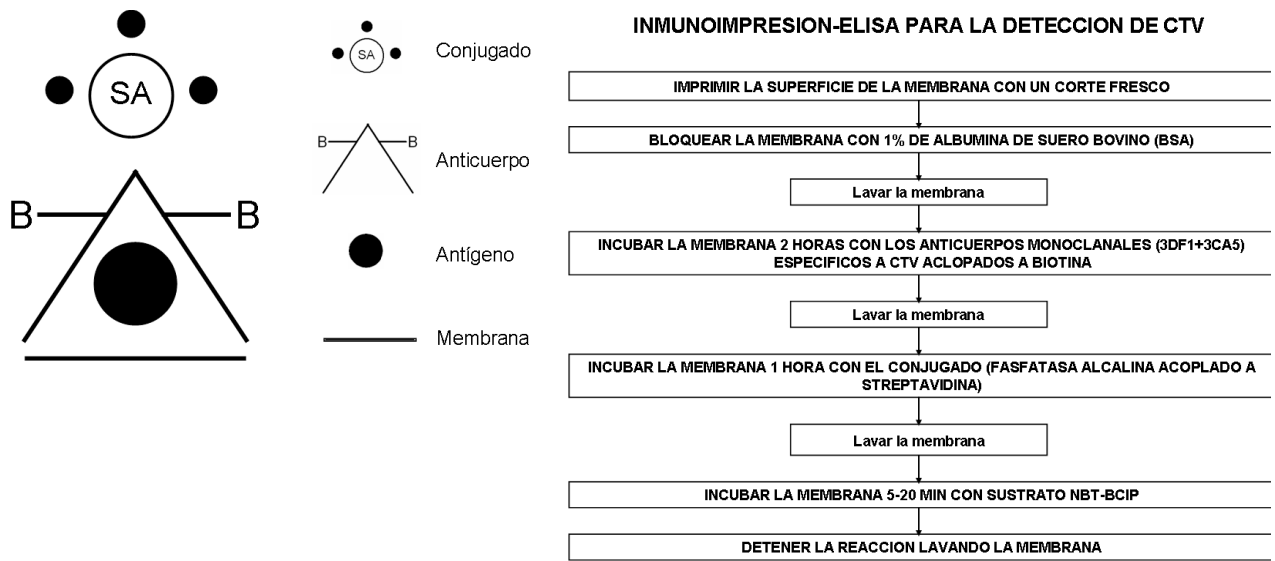 SA
B
B
SA
Conjugado
B
B
Anticuerpo
Antígeno
Membrana
INMUNOIMPRESION-ELISA PARA LA DETECCION DE CTV
IMPRIMIR LA SUPERFICIE DE LA MEMBRANA CON UN CORTE FRESCO
BLOQUEAR LA MEMBRANA CON 1% DE ALBUMINA DE SUERO BOVINO (BSA)
Lavar la membrana
INCUBAR LA MEMBRANA 2 HORAS CON LOS ANTICUERPOS MONOCLANALES (3DF1+3CA5)
ESPECIFICOS A CTV ACLOPADOS A BIOTINA
Lavar la membrana
INCUBAR LA MEMBRANA 1 HORA CON EL CONJUGADO (FASFATASA ALCALINA ACOPLADO A
STREPTAVIDINA)
Lavar la membrana
INCUBAR LA MEMBRANA 5-20 MIN CON SUSTRATO NBT-BCIP
DETENER LA REACCION LAVANDO LA MEMBRANA